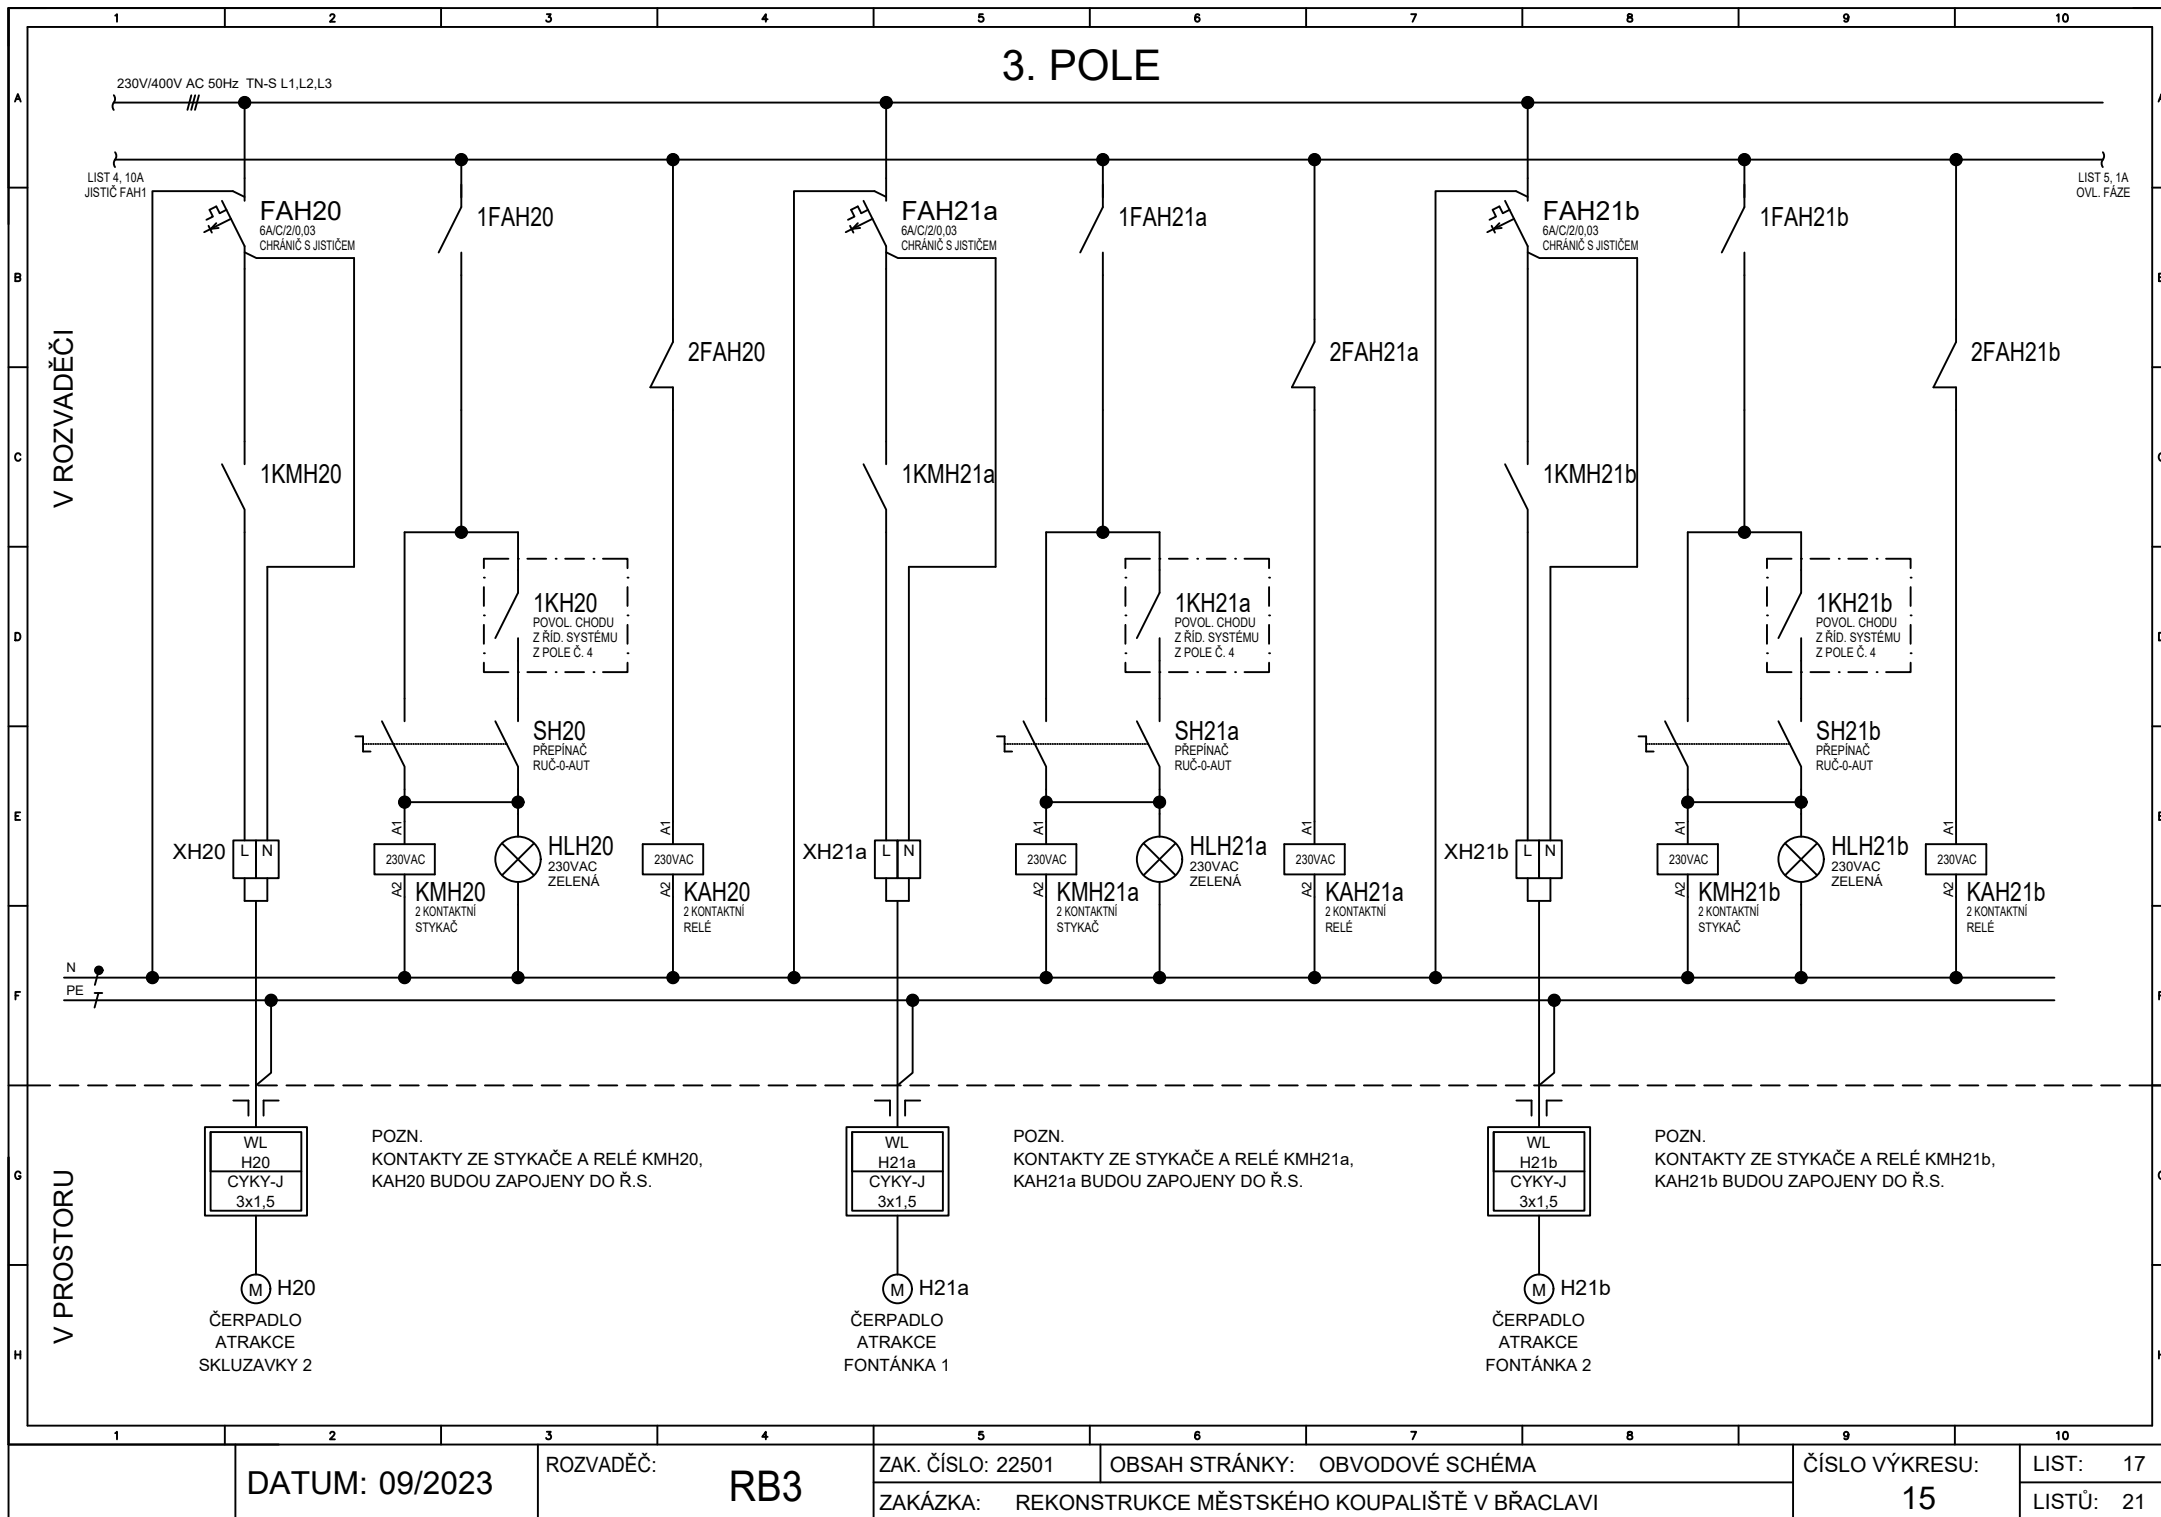 1 2 3 4 5 6 7 8 9 10
3. POLE
230V/400V AC 50Hz TN-S L1,L2,L3
A
LIST 4, 10A
JISTIČ FAH1
LIST 5, 1A
OVL. FÁZE
V ROZVADĚČI
FAH20
6A/C/2/0,03
CHRÁNIČ S JISTIČEM
1FAH20
2FAH20
1KMH20
1KH20
POVOL. CHODU
Z ŘÍD. SYSTÉMU
Z POLE Č. 4
SH20
PŘEPÍNAČ
RUČ-0-AUT
XH20
L N
A1
230VAC
A2
KMH20
2 KONTAKTNÍ
STYKAČ
HLH20
230VAC
ZELENÁ
A1
230VAC
A2
KAH20
2 KONTAKTNÍ
RELÉ
FAH21a
6A/C/2/0,03
CHRÁNIČ S JISTIČEM
1FAH21a
2FAH21a
1KMH21a
1KH21a
POVOL. CHODU
Z ŘÍD. SYSTÉMU
Z POLE Č. 4
SH21a
PŘEPÍNAČ
RUČ-0-AUT
XH21a
L N
A1
230VAC
A2
KMH21a
2 KONTAKTNÍ
STYKAČ
HLH21a
230VAC
ZELENÁ
A1
230VAC
A2
KAH21a
2 KONTAKTNÍ
RELÉ
FAH21b
6A/C/2/0,03
CHRÁNIČ S JISTIČEM
1FAH21b
2FAH21b
1KMH21b
1KH21b
POVOL. CHODU
Z ŘÍD. SYSTÉMU
Z POLE Č. 4
SH21b
PŘEPÍNAČ
RUČ-0-AUT
XH21b
L N
A1
230VAC
A2
KMH21b
2 KONTAKTNÍ
STYKAČ
HLH21b
230VAC
ZELENÁ
A1
230VAC
A2
KAH21b
2 KONTAKTNÍ
RELÉ
B
C
D
E
N
PE
F
V PROSTORU
WL
H20
CYKY-J
3x1,5
POZN.
KONTAKTY ZE STYKAČE A RELÉ KMH20,
KAH20 BUDOU ZAPOJENY DO Ř.S.
M H20
ČERPADLO
ATRAKCE
SKLUZAVKY 2
WL
H21a
CYKY-J
3x1,5
POZN.
KONTAKTY ZE STYKAČE A RELÉ KMH21a,
KAH21a BUDOU ZAPOJENY DO Ř.S.
M H21a
ČERPADLO
ATRAKCE
FONTÁNKA 1
WL
H21b
CYKY-J
3x1,5
POZN.
KONTAKTY ZE STYKAČE A RELÉ KMH21b,
KAH21b BUDOU ZAPOJENY DO Ř.S.
M H21b
ČERPADLO
ATRAKCE
FONTÁNKA 2
G
H
1 2 3 4 5 6 7 8 9 10
DATUM: 09/2023
ROZVADĚČ:
RB3
ZAK. ČÍSLO: 22501
OBSAH STRÁNKY: OBVODOVÉ SCHÉMA
ZAKÁZKA: REKONSTRUKCE MĚSTSKÉHO KOUPALIŠTĚ V BŘACLAVI
ČÍSLO VÝKRESU:
15
LIST: 17
LISTŮ: 21